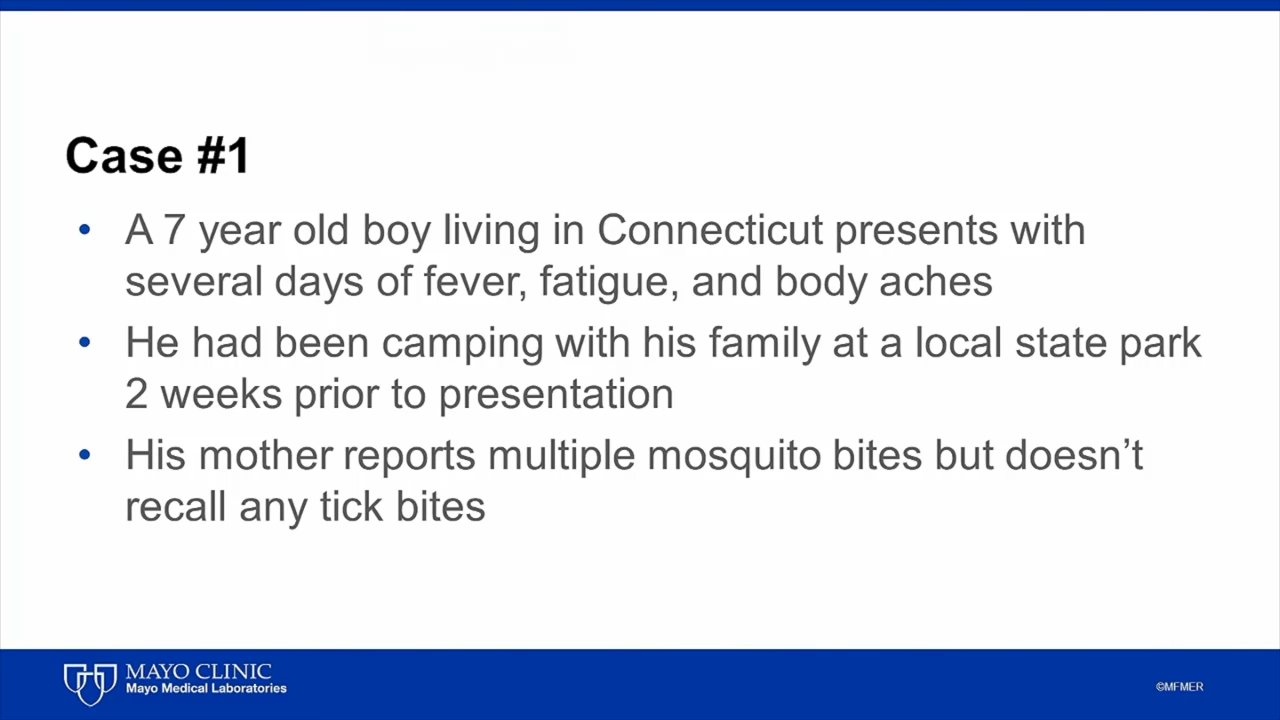 Case #1
• A 7 year old boy living in Connecticut presents with
several days of fever, fatigue, and body aches
• He had been camping with his family at a local state park
2 weeks prior to presentation
• His mother reports multiple mosquito bites but doesn’t
recall any tick bites
MAYO CLINIC
Mayo Medical Laboratories
©MFMER